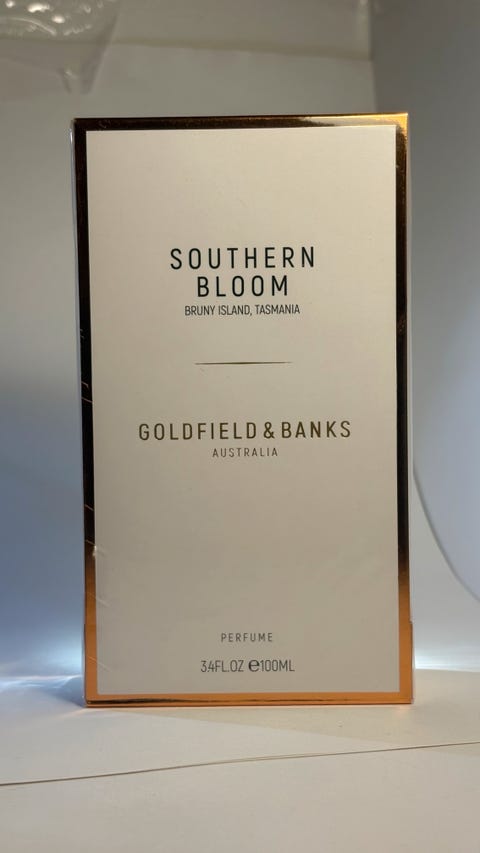 SOUTHERN
BLOOM
BRUNY ISLAND, TASMANIA
GOLDFIELD & BANKS
AUSTRALIA
PERFUME
3.4FL.OZ ℮100ML